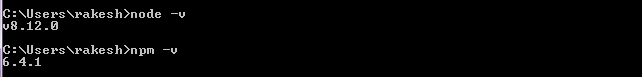 C:\Users\rakesh>node -v
v8.12.0
C:\Users\rakesh>npm -v
6.4.1